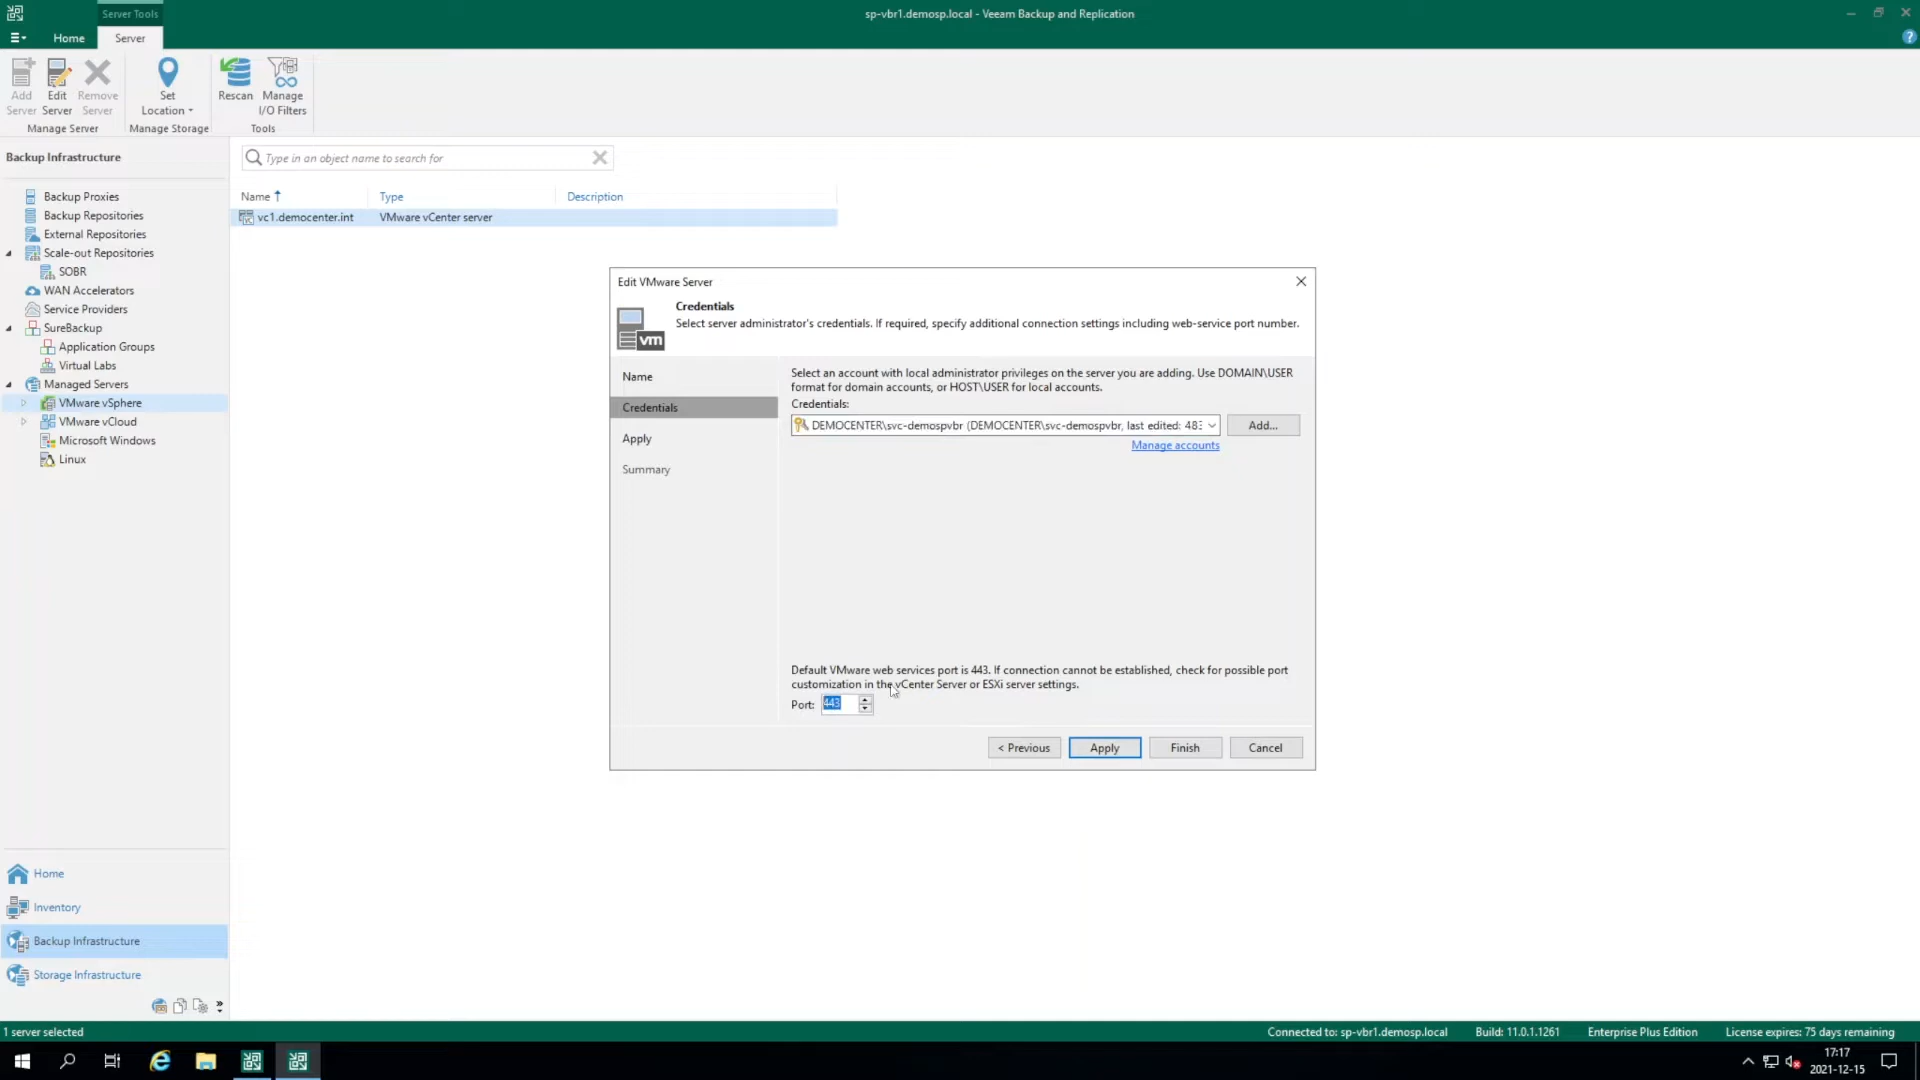 Server Tools
sp-vbr1.demosp.local - Veeam Backup and Replication
Home
Server
Add Server
Edit Server
Remove Server
Set Location
Rescan
Manage I/O Filters
Manage Server
Manage Storage
Tools
Backup Infrastructure
Type in an object name to search for
Backup Proxies
Backup Repositories
External Repositories
Scale-out Repositories
SOBR
WAN Accelerators
Service Providers
SureBackup
Application Groups
Virtual Labs
Managed Servers
VMware vSphere
VMware vCloud
Microsoft Windows
Linux
Name
Type
Description
vc1.democenter.int
VMware vCenter server
Edit VMware Server
vm
Credentials
Select server administrator's credentials. If required, specify additional connection settings including web-service port number.
Name
Credentials
Apply
Summary
Select an account with local administrator privileges on the server you are adding. Use DOMAIN\USER
format for domain accounts, or HOST\USER for local accounts.
Credentials:
DEMOCENTER\svc-demospvbr (DEMOCENTER\svc-demospvbr, last edited: 483
Add...
Manage accounts
Default VMware web services port is 443. If connection cannot be established, check for possible port
customization in the vCenter Server or ESXi server settings.
Port: 443
< Previous
Apply
Finish
Cancel
Home
Inventory
Backup Infrastructure
Storage Infrastructure
1 server selected
Connected to: sp-vbr1.demosp.local
Build: 11.0.1.1261
Enterprise Plus Edition
License expires: 75 days remaining
17:17
2021-12-15